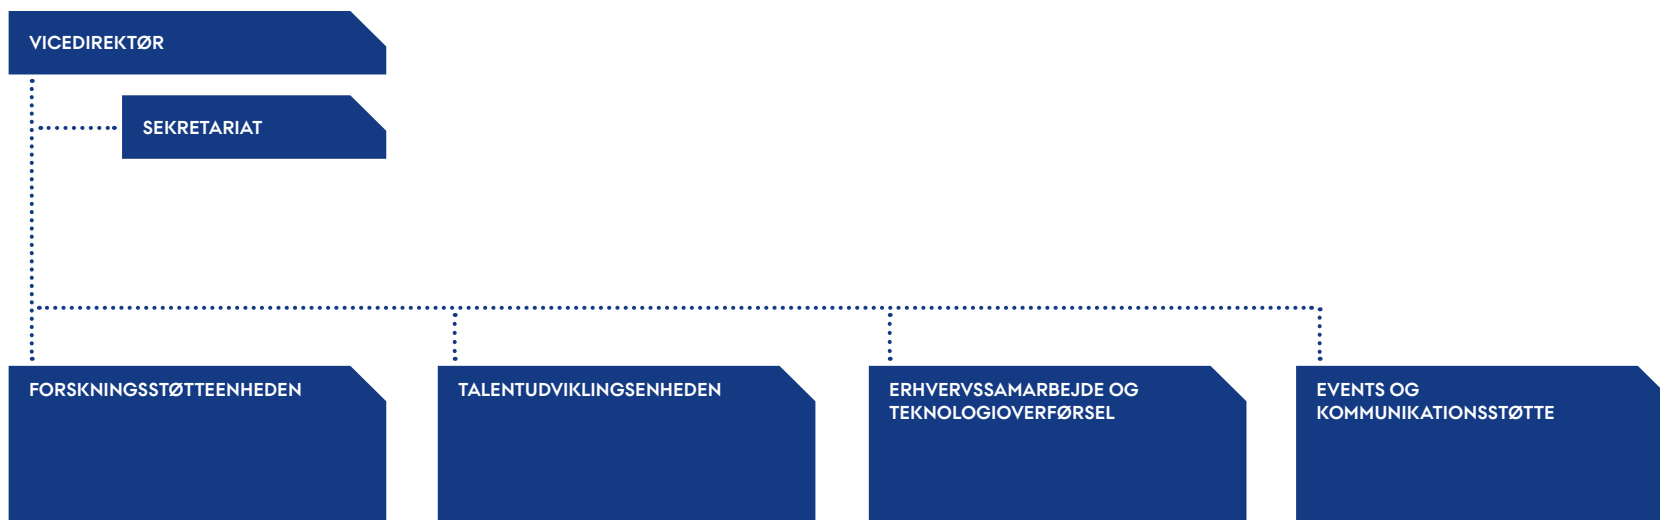 VICEDIREKTØR
SEKRETARIAT
FORSKNINGSSTØTTEENHEDEN
TALENTUDVIKLINGSENHEDEN
ERHVERVSSAMARBEJDE OG
TEKNOLOGIOVERFØRSEL
EVENTS OG
KOMMUNIKATIONSSTØTTE